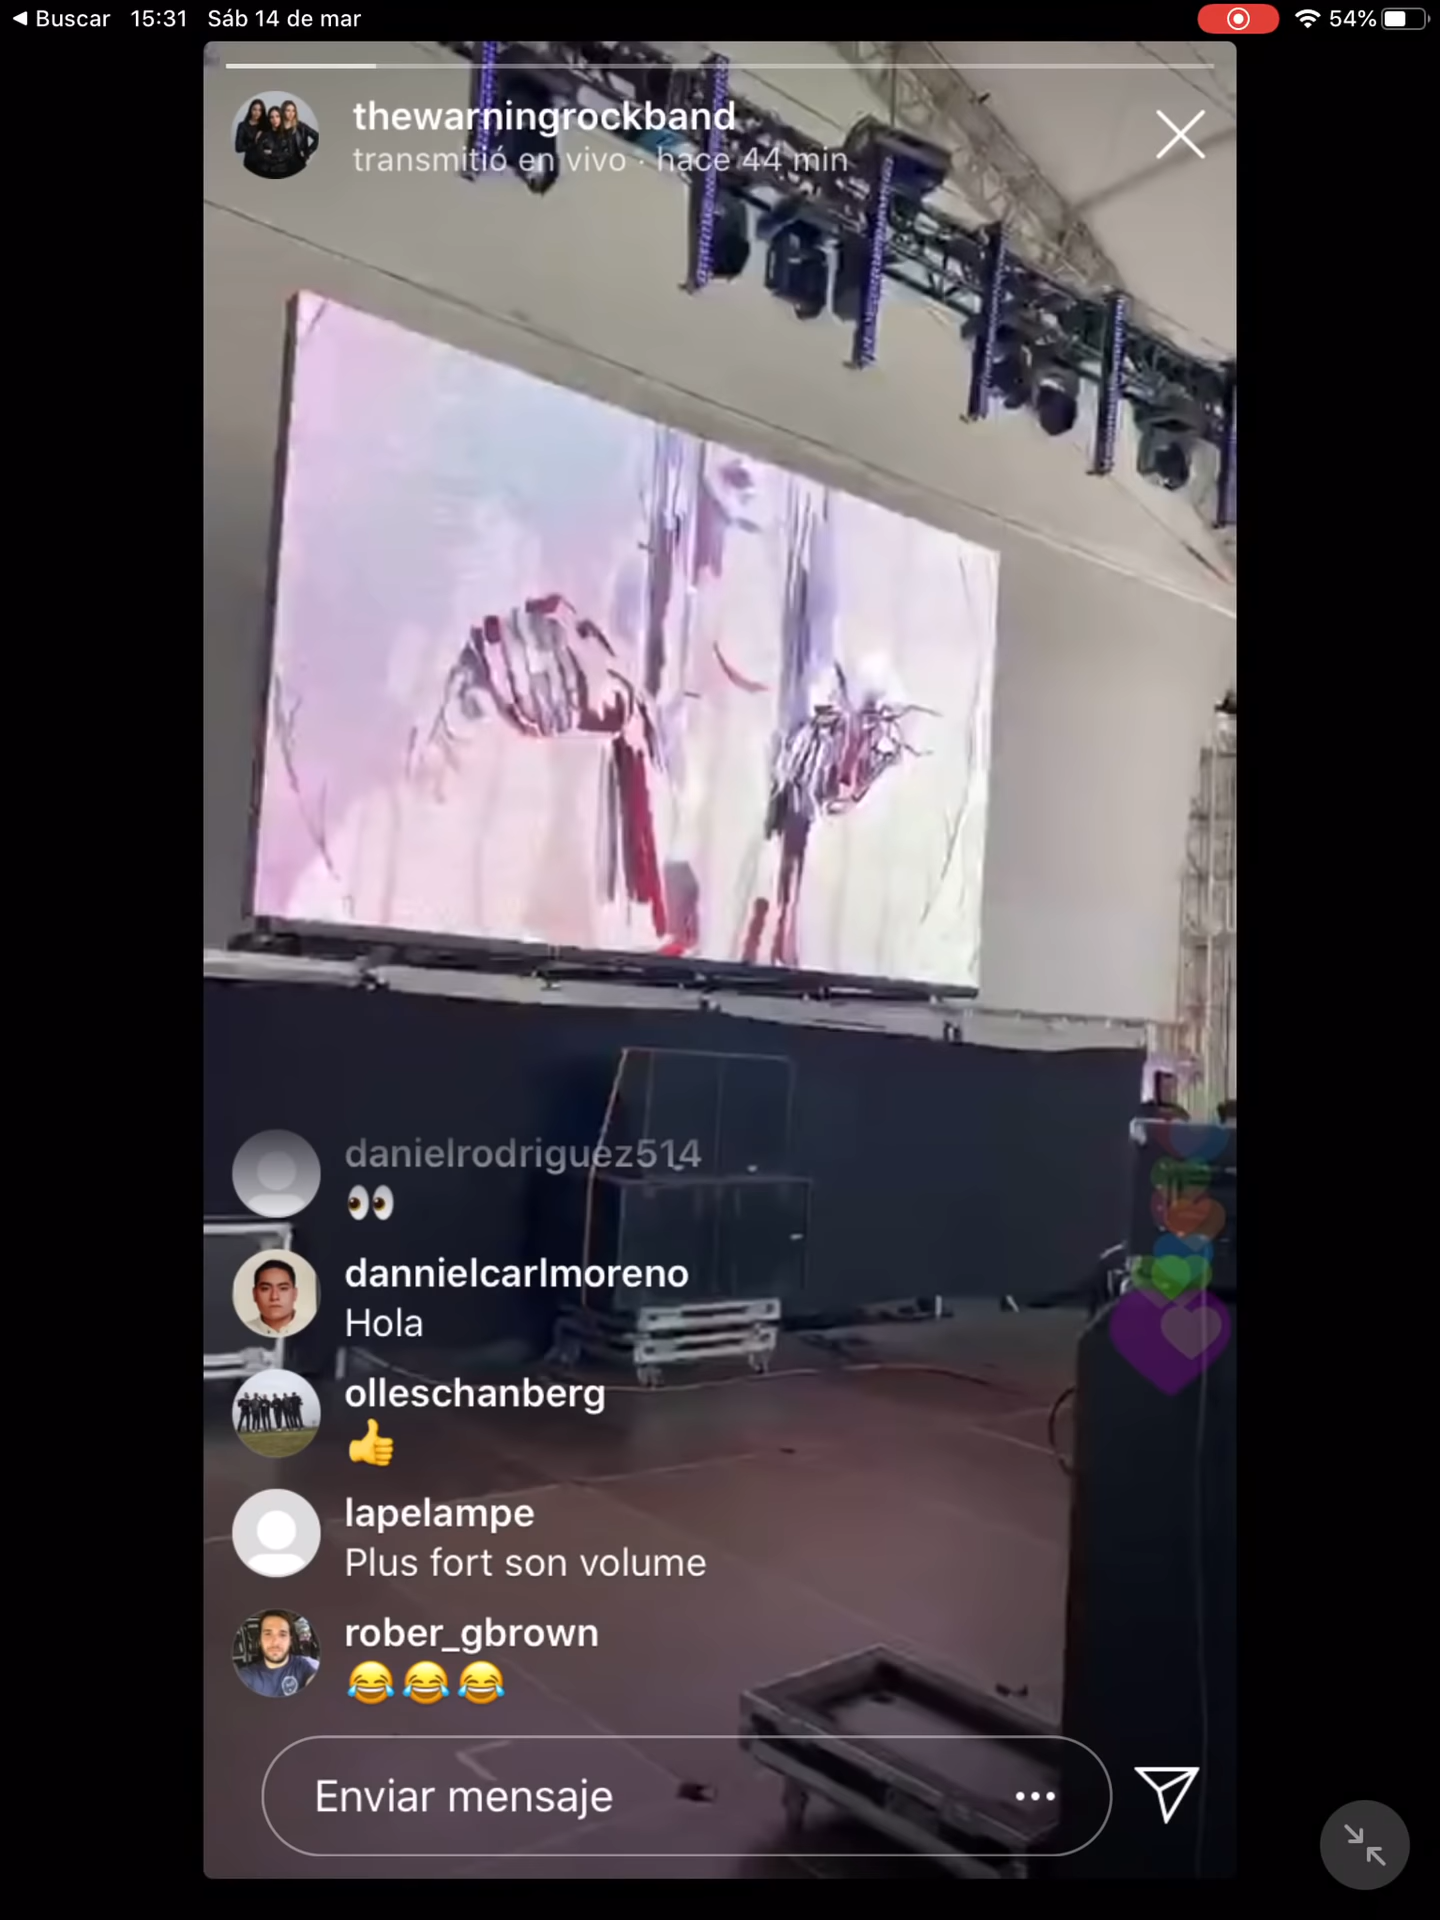 Buscar 15:31 Sáb 14 de mar 54%
thewarningrockband
transmitió en vivo · hace 44 min
danielrodriguez514
👀
dannielcarlmoreno
Hola
olleschanberg
👍
lapelampe
Plus fort son volume
rober_gbrown
😂😂😂
Enviar mensaje